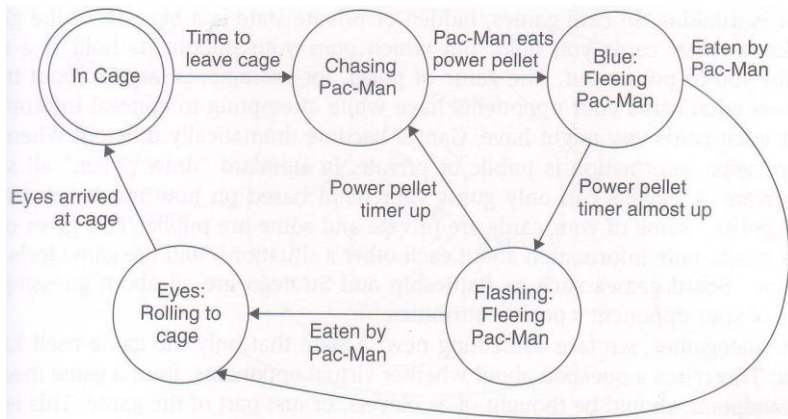 In Cage
Time to
leave cage
Chasing
Pac-Man
Pac-Man eats
power pellet
Blue:
Fleeing
Pac-Man
Eaten by
Pac-Man
Eyes arrived
at cage
Power pellet
timer up
Power pellet
timer almost up
Eyes:
Rolling to
cage
Eaten by
Pac-Man
Flashing:
Fleeing
Pac-Man